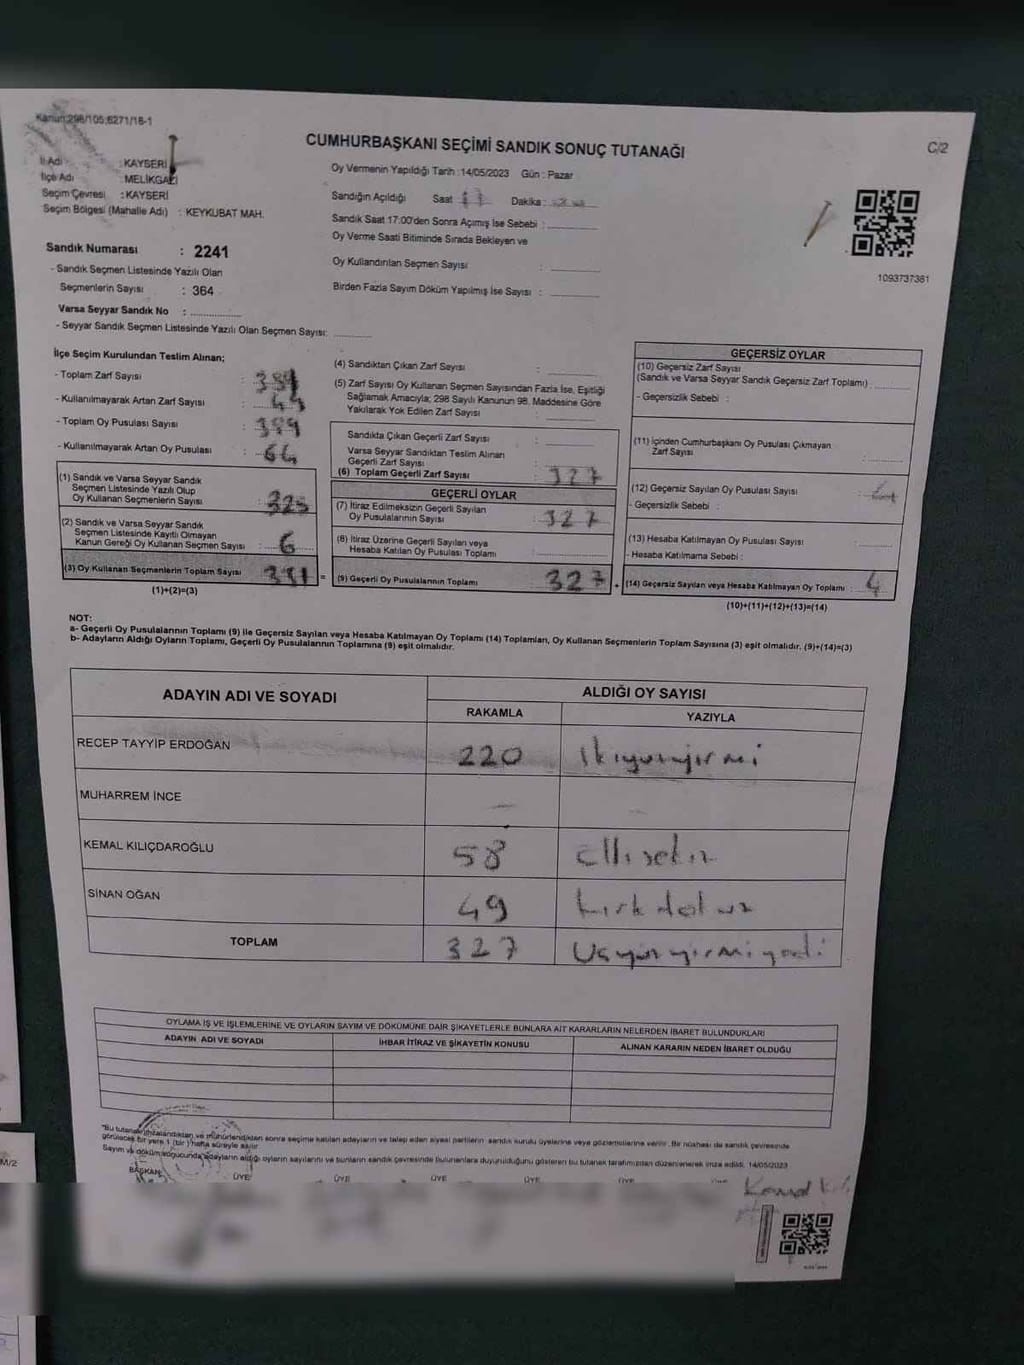 Kanun:298/105;6271/18-1
C/2
CUMHURBAŞKANI SEÇİMİ SANDIK SONUÇ TUTANAĞI
İl Adı : KAYSERİ
İlçe Adı : MELİKGAZİ
Seçim Çevresi : KAYSERİ
Seçim Bölgesi (Mahalle Adı) : KEYKUBAT MAH.
Oy Vermenin Yapıldığı Tarih : 14/05/2023 Gün : Pazar
Sandığın Açıldığı Saat Dakika :
Sandık Saat 17:00'den Sonra Açımış İse Sebebi :
Oy Verme Saati Bitiminde Sırada Bekleyen ve
Oy Kullandırılan Seçmen Sayısı :
Birden Fazla Sayım Döküm Yapılmış İse Sayısı :
1093737381
Sandık Numarası : 2241
- Sandık Seçmen Listesinde Yazılı Olan
Seçmenlerin Sayısı : 364
Varsa Seyyar Sandık No :
- Seyyar Sandık Seçmen Listesinde Yazılı Olan Seçmen Sayısı:
İlçe Seçim Kurulundan Teslim Alınan;
- Toplam Zarf Sayısı :
- Kullanılmayarak Artan Zarf Sayısı :
- Toplam Oy Pusulası Sayısı :
- Kullanılmayarak Artan Oy Pusulası :
(1) Sandık ve Varsa Seyyar Sandık
Seçmen Listesinde Yazılı Olup
Oy Kullanan Seçmenlerin Sayısı : 325
(2) Sandık ve Varsa Seyyar Sandık
Seçmen Listesinde Kayıtlı Olmayan
Kanun Gereği Oy Kullanan Seçmen Sayısı : 6
(3) Oy Kullanan Seçmenlerin Toplam Sayısı 331 =
(1)+(2)=(3)
(4) Sandıktan Çıkan Zarf Sayısı :
(5) Zarf Sayısı Oy Kullanan Seçmen Sayısından Fazla İse, Eşitliği
Sağlamak Amacıyla; 298 Sayılı Kanunun 98. Maddesine Göre
Yakılarak Yok Edilen Zarf Sayısı :
Sandıkta Çıkan Geçerli Zarf Sayısı :
Varsa Seyyar Sandıktan Teslim Alınan
Geçerli Zarf Sayısı :
(6) Toplam Geçerli Zarf Sayısı : 327
GEÇERLİ OYLAR
(7) İtiraz Edilmeksizin Geçerli Sayılan
Oy Pusulalarının Sayısı : 327
(8) İtiraz Üzerine Geçerli Sayılan veya
Hesaba Katılan Oy Pusulası Toplamı :
(9) Geçerli Oy Pusulalarının Toplamı 327 +
GEÇERSİZ OYLAR
(10) Geçersiz Zarf Sayısı
(Sandık ve Varsa Seyyar Sandık Geçersiz Zarf Toplamı)
- Geçersizlik Sebebi :
(11) İçinden Cumhurbaşkanı Oy Pusulası Çıkmayan
Zarf Sayısı :
(12) Geçersiz Sayılan Oy Pusulası Sayısı :
- Geçersizlik Sebebi :
(13) Hesaba Katılmayan Oy Pusulası Sayısı :
- Hesaba Katılmama Sebebi :
(14) Geçersiz Sayılan veya Hesaba Katılmayan Oy Toplamı : 4
(10)+(11)+(12)+(13)=(14)
NOT:
a- Geçerli Oy Pusulalarının Toplamı (9) ile Geçersiz Sayılan veya Hesaba Katılmayan Oy Toplamı (14) Toplamları, Oy Kullanan Seçmenlerin Toplam Sayısına (3) eşit olmalıdır. (9)+(14)=(3)
b- Adayların Aldığı Oyların Toplamı, Geçerli Oy Pusulalarının Toplamına (9) eşit olmalıdır.
ADAYIN ADI VE SOYADI ALDIĞI OY SAYISI
RAKAMLA YAZIYLA
RECEP TAYYİP ERDOĞAN 220 İkiyüzyirmi
MUHARREM İNCE — —
KEMAL KILIÇDAROĞLU 58 ellisekiz
SİNAN OĞAN 49 kırkdokuz
TOPLAM 327 Üçyüzyirmiyedi
OYLAMA İŞ VE İŞLEMLERİNE VE OYLARIN SAYIM VE DÖKÜMÜNE DAİR ŞİKAYETLERLE BUNLARA AİT KARARLARIN NELERDEN İBARET BULUNDUKLARI
ADAYIN ADI VE SOYADI İHBAR İTİRAZ VE ŞİKAYETİN KONUSU ALINAN KARARIN NEDEN İBARET OLDUĞU
"Bu tutanak imzalandıktan ve mühürlendikten sonra seçime katılan adayların ve talep eden siyasi partilerin sandık kurulu üyelerine veya gözlemcilerine verilir. Bir nüshası da sandık çevresinde
görülecek bir yere 1 (bir) hafta süreyle asılır.
Sayım ve döküm sonucunda adayların aldığı oyların sayılarını ve bunların sandık çevresinde bulunanlara duyurulduğunu gösteren bu tutanak tarafımızdan düzenlenerek imza edildi. 14/05/2023
BAŞKAN ÜYE ÜYE ÜYE ÜYE ÜYE
M/2